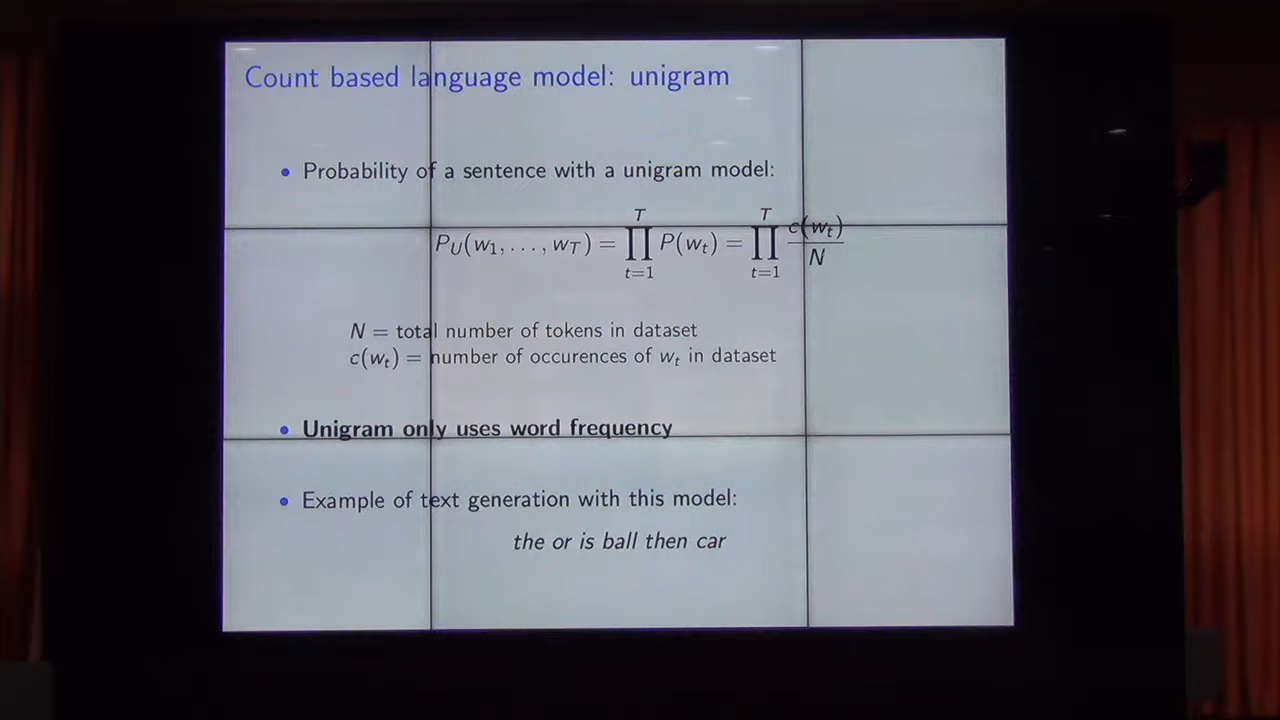 Count based language model: unigram
• Probability of a sentence with a unigram model:
P_U(w_1, . . . , w_T) = ∏_{t=1}^{T} P(w_t) = ∏_{t=1}^{T} c(w_t)/N
N = total number of tokens in dataset
c(w_t) = number of occurences of w_t in dataset
• Unigram only uses word frequency
• Example of text generation with this model:
the or is ball then car